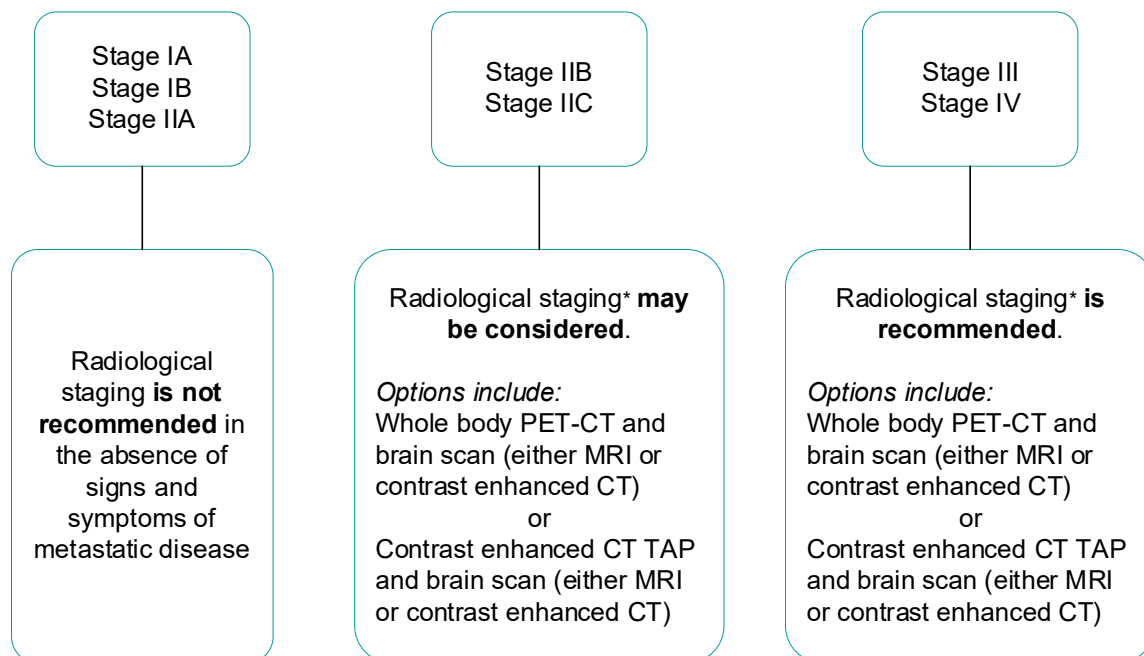 Stage IA
Stage IB
Stage IIA
Radiological
staging is not
recommended in
the absence of
signs and
symptoms of
metastatic disease
Stage IIB
Stage IIC
Radiological staging* may
be considered.
Options include:
Whole body PET-CT and
brain scan (either MRI or
contrast enhanced CT)
or
Contrast enhanced CT TAP
and brain scan (either MRI
or contrast enhanced CT)
Stage III
Stage IV
Radiological staging* is
recommended.
Options include:
Whole body PET-CT and
brain scan (either MRI or
contrast enhanced CT)
or
Contrast enhanced CT TAP
and brain scan (either MRI
or contrast enhanced CT)